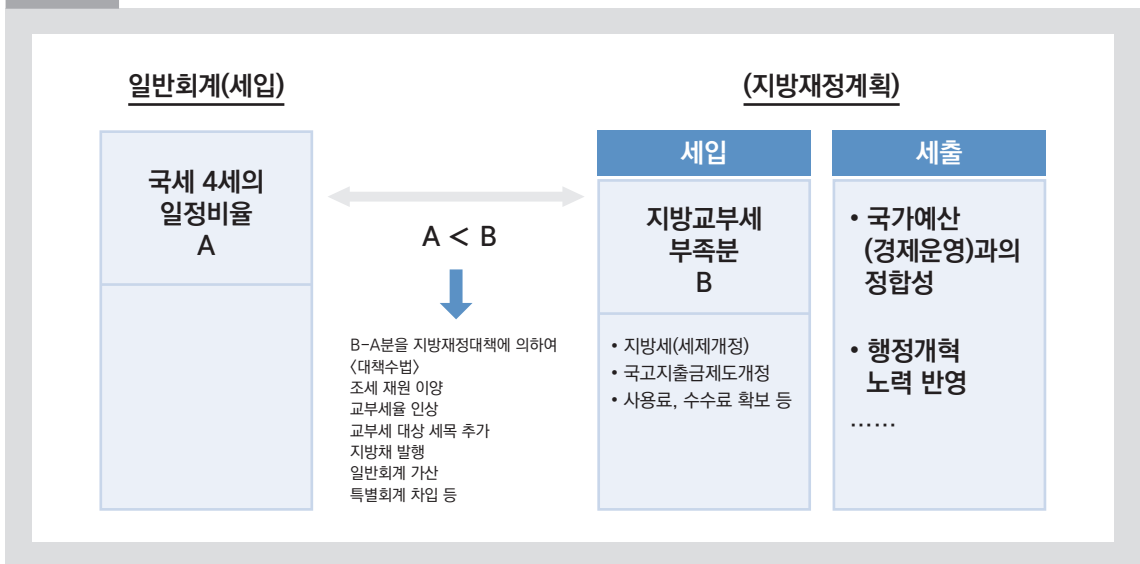 일반회계(세입)
국세 4세의
일정비율
A
A < B
B-A분을 지방재정대책에 의하여
〈대책수법〉
조세 재원 이양
교부세율 인상
교부세 대상 세목 추가
지방채 발행
일반회계 가산
특별회계 차입 등
(지방재정계획)
세입
지방교부세
부족분
B
• 지방세(세제개정)
• 국고지출금제도개정
• 사용료, 수수료 확보 등
세출
• 국가예산
(경제운영)과의
정합성
• 행정개혁
노력 반영
……